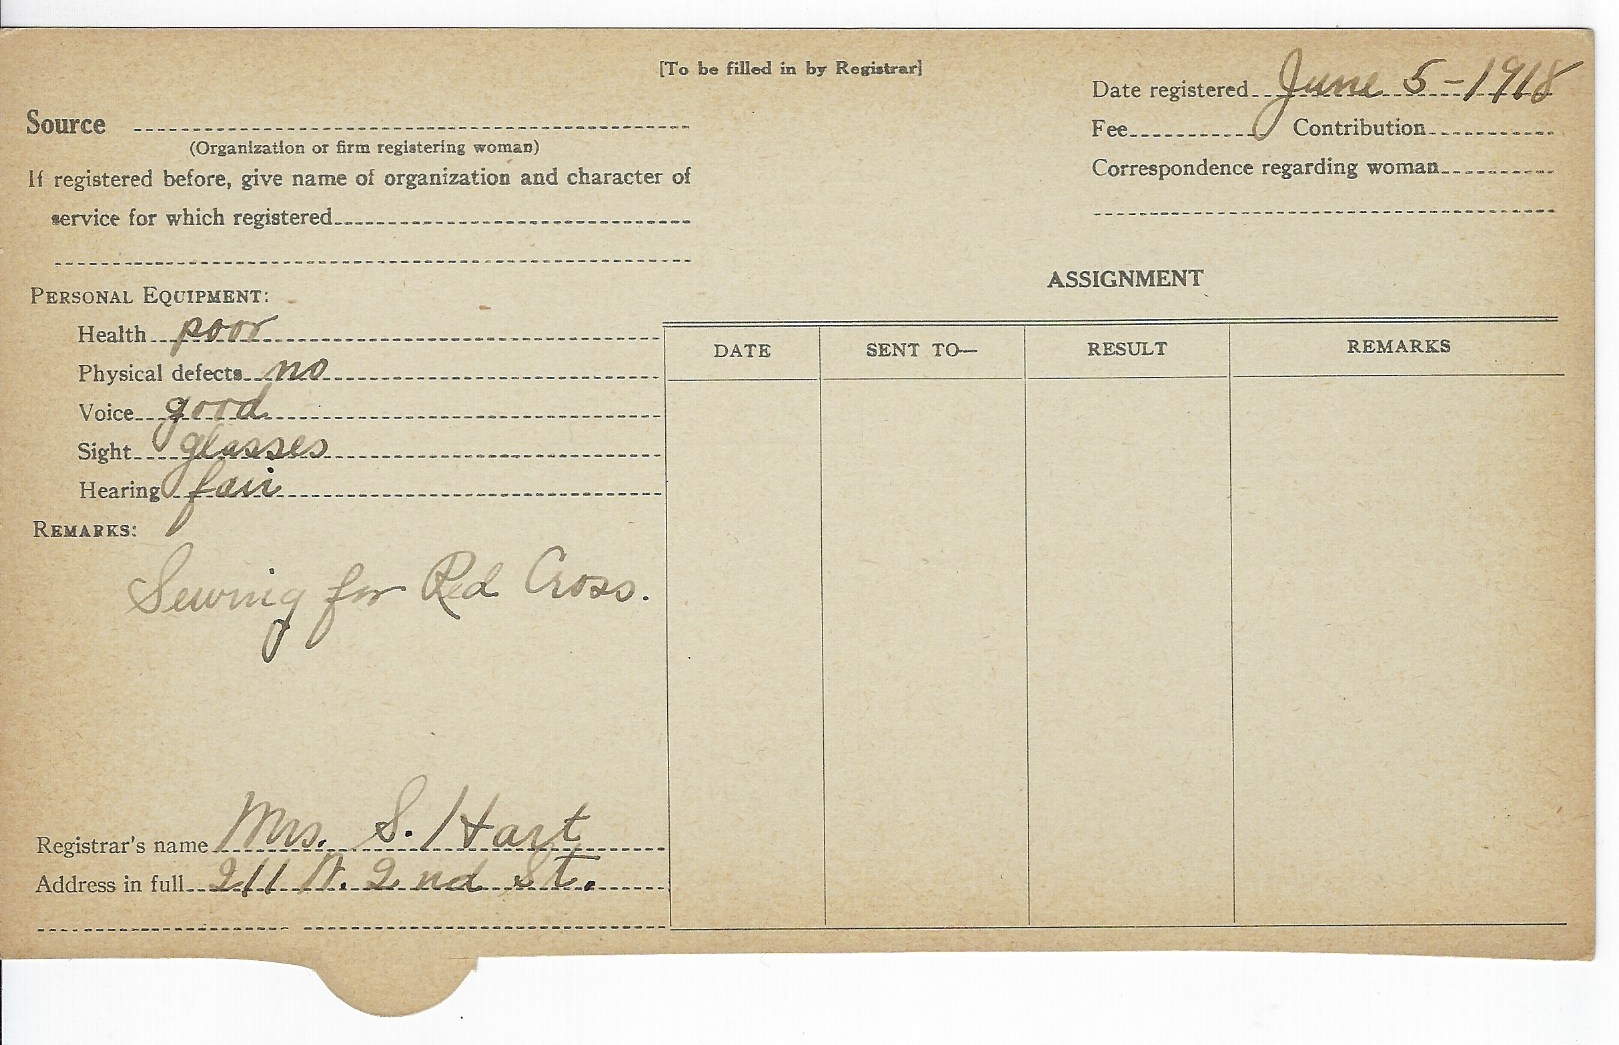 [To be filled in by Registrar]
Date registered June 5-1918
Source
Fee Contribution
(Organization or firm registering woman)
Correspondence regarding woman
If registered before, give name of organization and character of
service for which registered
ASSIGNMENT
PERSONAL EQUIPMENT:
Health poor
Physical defects no
Voice good
Sight glasses
Hearing fair
DATE SENT TO— RESULT REMARKS
REMARKS:
Sewing for Red Cross.
Registrar's name Mrs. S. Hart
Address in full 211 N. 2nd St.